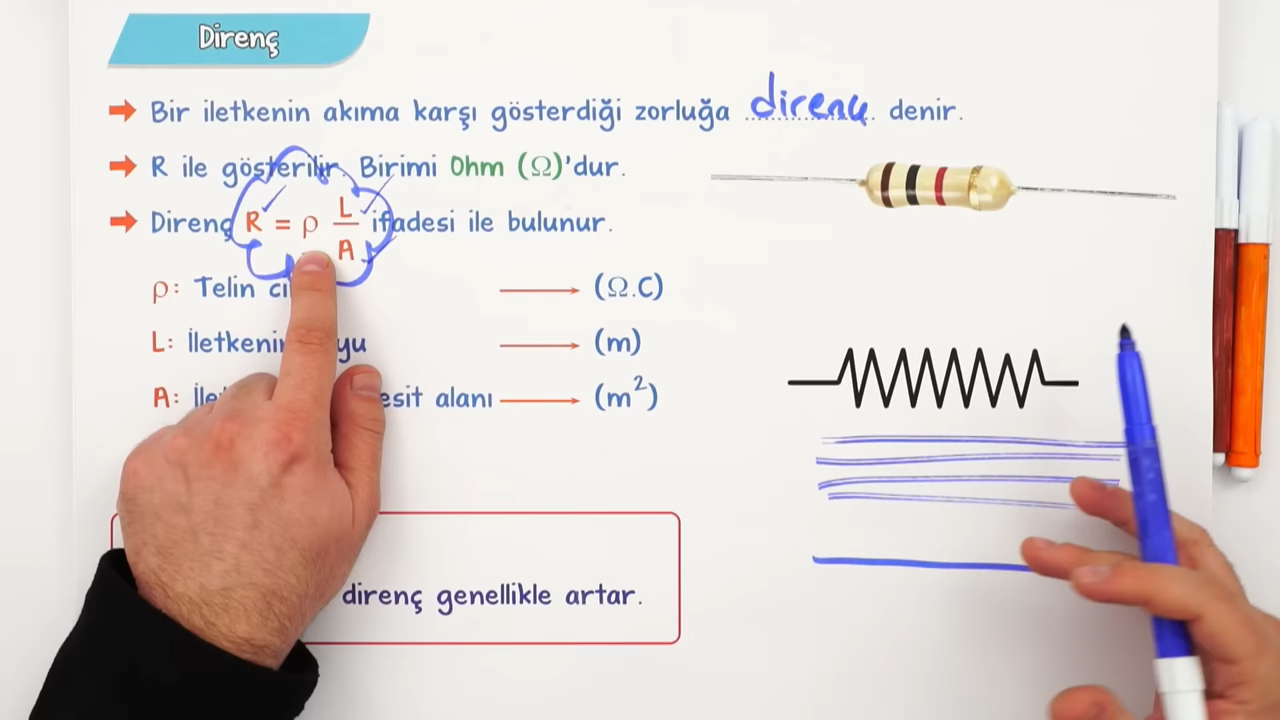 Direnç
Bir iletkenin akıma karşı gösterdiği zorluğa direnç denir.
R ile gösterilir. Birimi Ohm (Ω)'dur.
Direnç R = ρ L/A ifadesi ile bulunur.
ρ: Telin (Ω.C)
L: (m)
A: alanı (m²)
direnç genellikle artar.